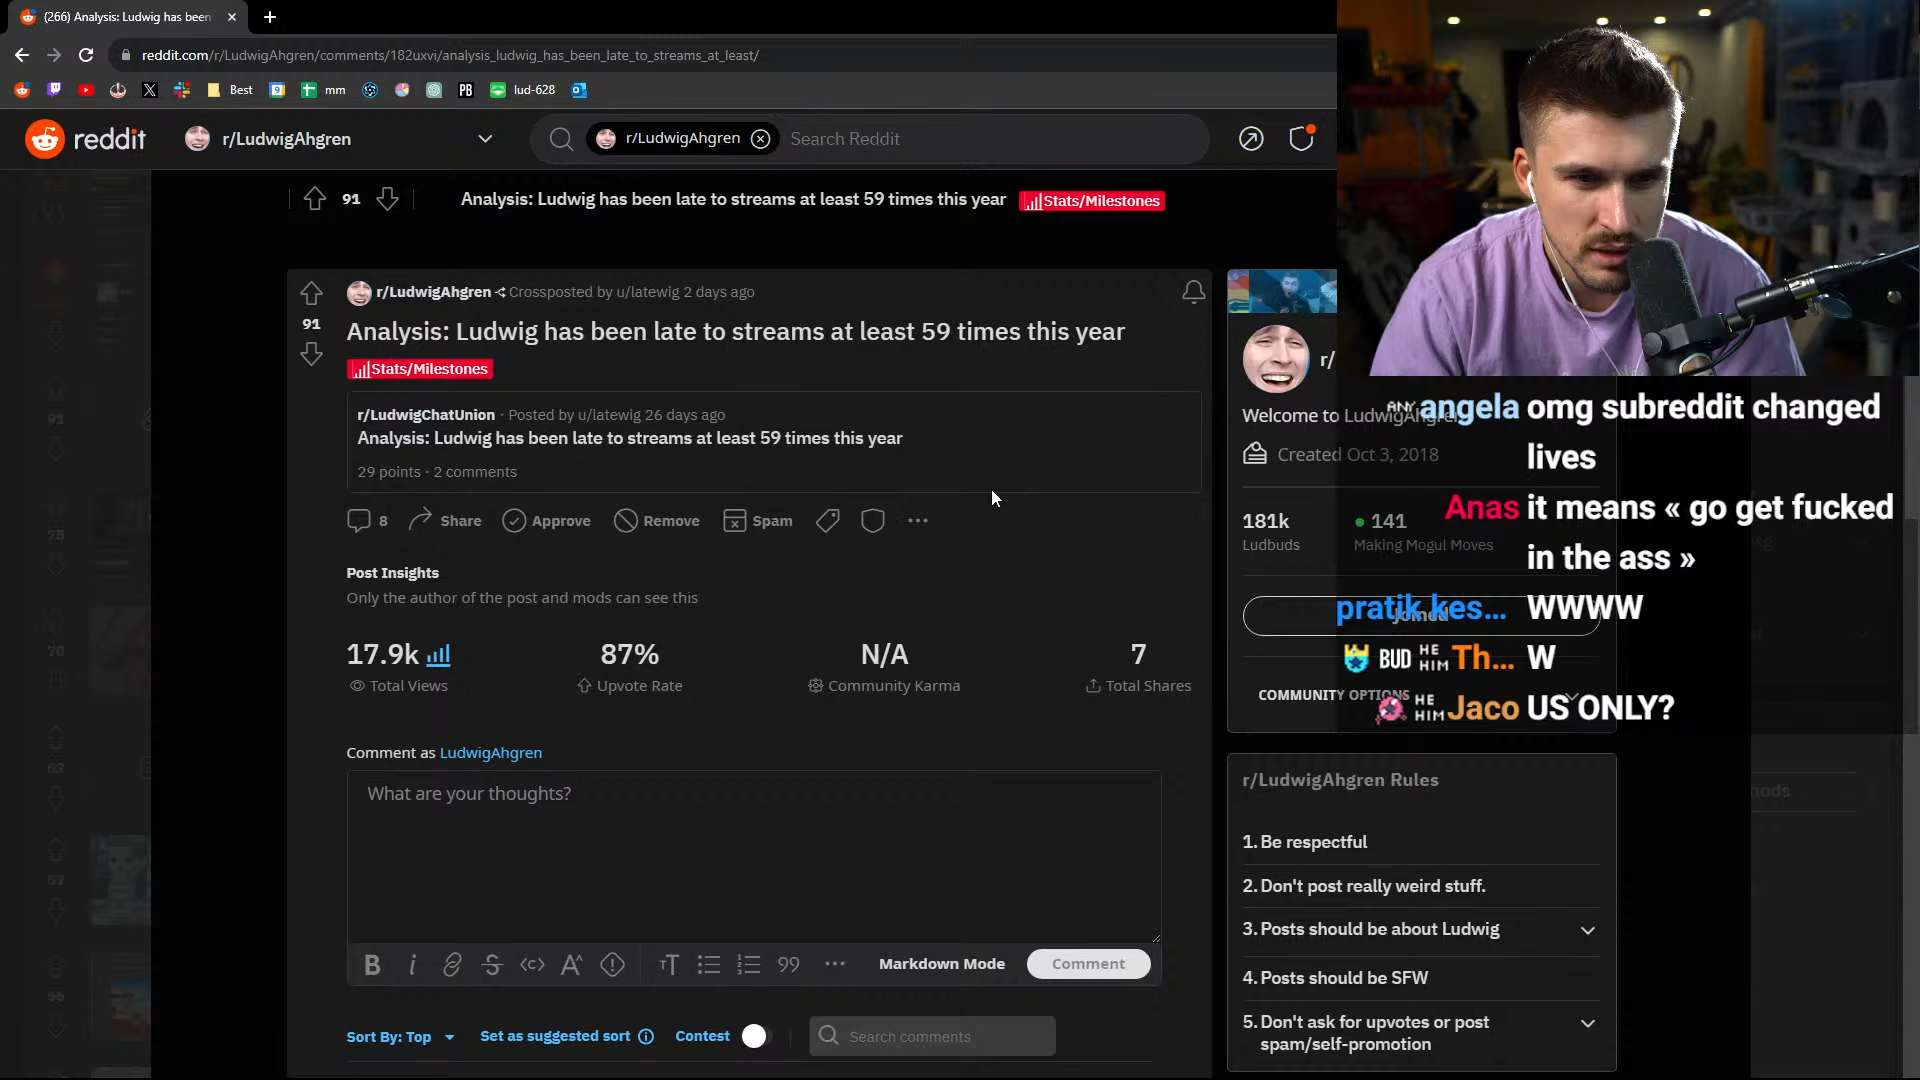 (266) Analysis: Ludwig has been
reddit.com/r/LudwigAhgren/comments/182uxvi/analysis_ludwig_has_been_late_to_streams_at_least/
Best
mm
PB
lud-628
reddit
r/LudwigAhgren
r/LudwigAhgren
Search Reddit
91
Analysis: Ludwig has been late to streams at least 59 times this year
Stats/Milestones
r/LudwigAhgren
Crossposted by u/latewig 2 days ago
91
Analysis: Ludwig has been late to streams at least 59 times this year
Stats/Milestones
r/LudwigChatUnion · Posted by u/latewig 26 days ago
Analysis: Ludwig has been late to streams at least 59 times this year
29 points · 2 comments
8
Share
Approve
Remove
Spam
Post Insights
Only the author of the post and mods can see this
17.9k
Total Views
87%
Upvote Rate
N/A
Community Karma
7
Total Shares
Comment as LudwigAhgren
What are your thoughts?
Markdown Mode
Comment
Sort By: Top
Set as suggested sort
Contest
Search comments
r/
Welcome to LudwigAhgren
Created Oct 3, 2018
181k
Ludbuds
141
Making Mogul Moves
Joined
COMMUNITY OPTIONS
r/LudwigAhgren Rules
1. Be respectful
2. Don't post really weird stuff.
3. Posts should be about Ludwig
4. Posts should be SFW
5. Don't ask for upvotes or post
spam/self-promotion
ANY angela omg subreddit changed
lives
Anas it means « go get fucked
in the ass »
pratik kes... WWWW
BUD HE HIM Th... W
HE HIM Jaco US ONLY?